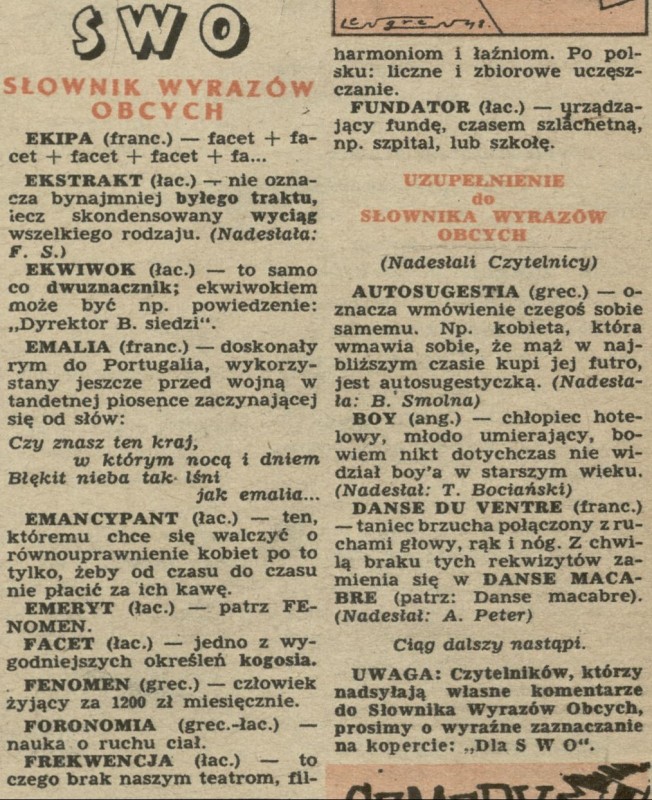 SWO
SŁOWNIK WYRAZÓW
OBCYCH
EKIPA (franc.) — facet + fa-
cet + facet + facet + fa...
EKSTRAKT (łac.) — nie ozna-
cza bynajmniej byłego traktu,
lecz skondensowany wyciąg
wszelkiego rodzaju. (Nadesłała:
F. S.)
EKWIWOK (łac.) — to samo
co dwuznacznik; ekwiwokiem
może być np. powiedzenie:
„Dyrektor B. siedzi".
EMALIA (franc.) — doskonały
rym do Portugalia, wykorzy-
stany jeszcze przed wojną w
tandetnej piosence zaczynającej
się od słów:
Czy znasz ten kraj,
w którym nocą i dniem
Błękit nieba tak lśni
jak emalia...
EMANCYPANT (łac.) — ten,
któremu chce się walczyć o
równouprawnienie kobiet po to
tylko, żeby od czasu do czasu
nie płacić za ich kawę.
EMERYT (łac.) — patrz FE-
NOMEN.
FACET (łac.) — jedno z wy-
godniejszych określeń kogosia.
FENOMEN (grec.) — człowiek
żyjący za 1200 zł miesięcznie.
FORONOMIA (grec.-łac.) —
nauka o ruchu ciał.
FREKWENCJA (łac.) — to
czego brak naszym teatrom, fil-
harmoniom i łaźniom. Po pol-
sku: liczne i zbiorowe uczęsz-
czanie.
FUNDATOR (łac.) — urządza-
jący fundę, czasem szlachetną,
np. szpital, lub szkołę.
UZUPEŁNIENIE
do
SŁOWNIKA WYRAZÓW
OBCYCH
(Nadesłali Czytelnicy)
AUTOSUGESTIA (grec.) — o-
znacza wmówienie czegoś sobie
samemu. Np. kobieta, która
wmawia sobie, że mąż w naj-
bliższym czasie kupi jej futro,
jest autosugestyczką. (Nadesła-
ła: B. Smolna)
BOY (ang.) — chłopiec hote-
lowy, młodo umierający, bo-
wiem nikt dotychczas nie wi-
dział boy'a w starszym wieku.
(Nadesłał: T. Bociański)
DANSE DU VENTRE (franc.)
— taniec brzucha połączony z ru-
chami głowy, rąk i nóg. Z chwi-
lą braku tych rekwizytów za-
mienia się w DANSE MACA-
BRE (patrz: Danse macabre).
(Nadesłał: A. Peter)
Ciąg dalszy nastąpi.
UWAGA: Czytelników, którzy
nadsyłają własne komentarze
do Słownika Wyrazów Obcych,
prosimy o wyraźne zaznaczanie
na kopercie: „Dla S W O".